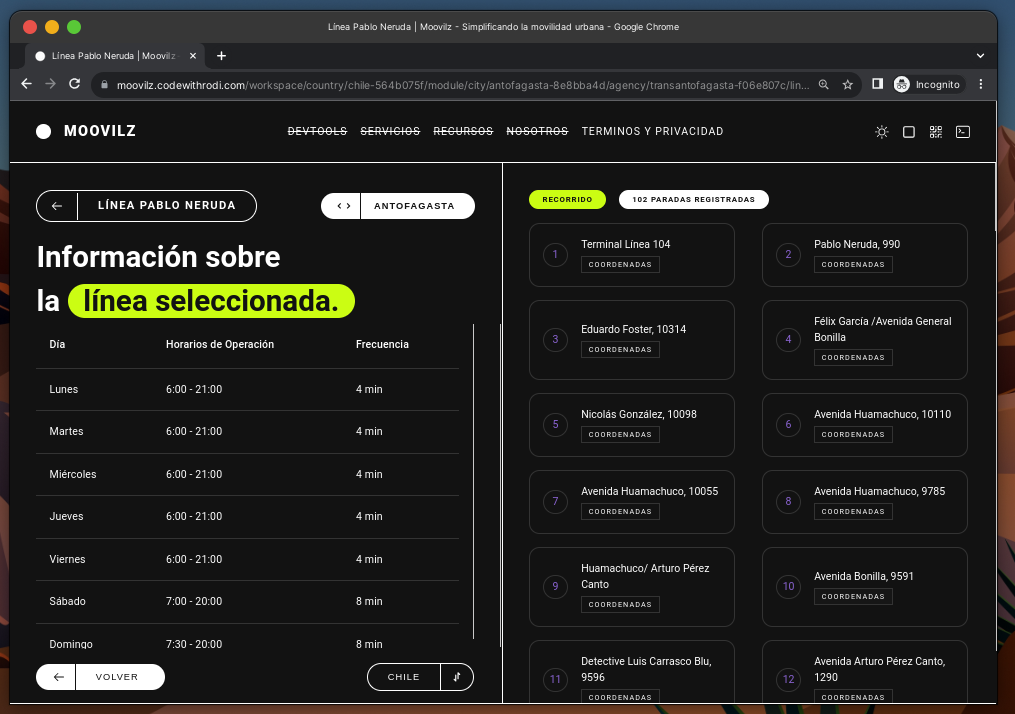 Línea Pablo Neruda | Moovilz - Simplificando la movilidad urbana - Google Chrome
Línea Pablo Neruda | Moovilz -
moovilz.codewithrodi.com/workspace/country/chile-564b075f/module/city/antofagasta-8e8bba4d/agency/transantofagasta-f06e807c/lin...
Incognito
MOOVILZ
DEVTOOLS SERVICIOS RECURSOS NOSOTROS TERMINOS Y PRIVACIDAD
LÍNEA PABLO NERUDA
ANTOFAGASTA
Información sobre
la línea seleccionada.
Día Horarios de Operación Frecuencia
Lunes 6:00 - 21:00 4 min
Martes 6:00 - 21:00 4 min
Miércoles 6:00 - 21:00 4 min
Jueves 6:00 - 21:00 4 min
Viernes 6:00 - 21:00 4 min
Sábado 7:00 - 20:00 8 min
Domingo 7:30 - 20:00 8 min
VOLVER
CHILE
RECORRIDO
102 PARADAS REGISTRADAS
1
Terminal Línea 104
COORDENADAS
2
Pablo Neruda, 990
COORDENADAS
3
Eduardo Foster, 10314
COORDENADAS
4
Félix García /Avenida General
Bonilla
COORDENADAS
5
Nicolás González, 10098
COORDENADAS
6
Avenida Huamachuco, 10110
COORDENADAS
7
Avenida Huamachuco, 10055
COORDENADAS
8
Avenida Huamachuco, 9785
COORDENADAS
9
Huamachuco/ Arturo Pérez
Canto
COORDENADAS
10
Avenida Bonilla, 9591
COORDENADAS
11
Detective Luis Carrasco Blu,
9596
COORDENADAS
12
Avenida Arturo Pérez Canto,
1290
COORDENADAS